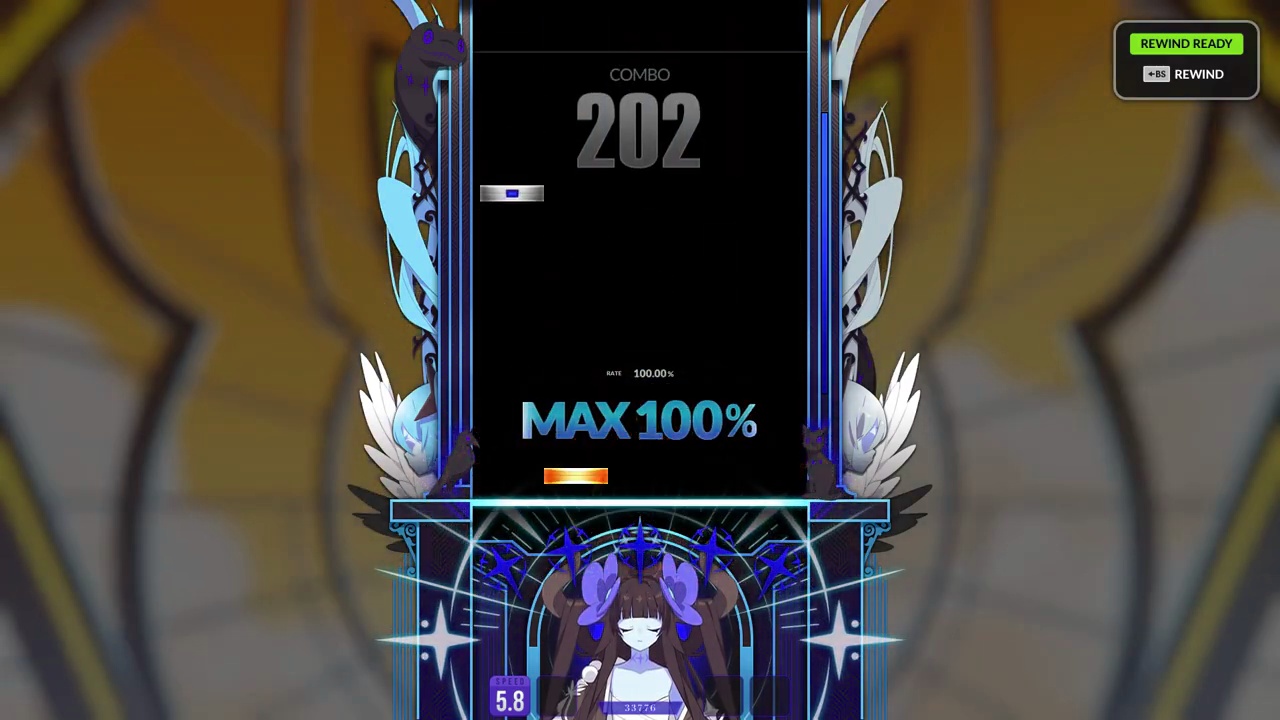 REWIND READY
←BS REWIND
COMBO
202
RATE 100.00%
MAX 100%
SPEED
5.8
33776